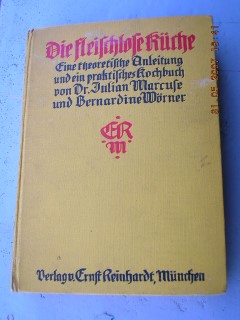 Die fleischlose Küche
Eine theoretische Anleitung
und ein praktisches Kochbuch
von Dr. Julian Marcuse
und Bernardine Wörner
ER
M
Verlag v. Ernst Reinhardt, München